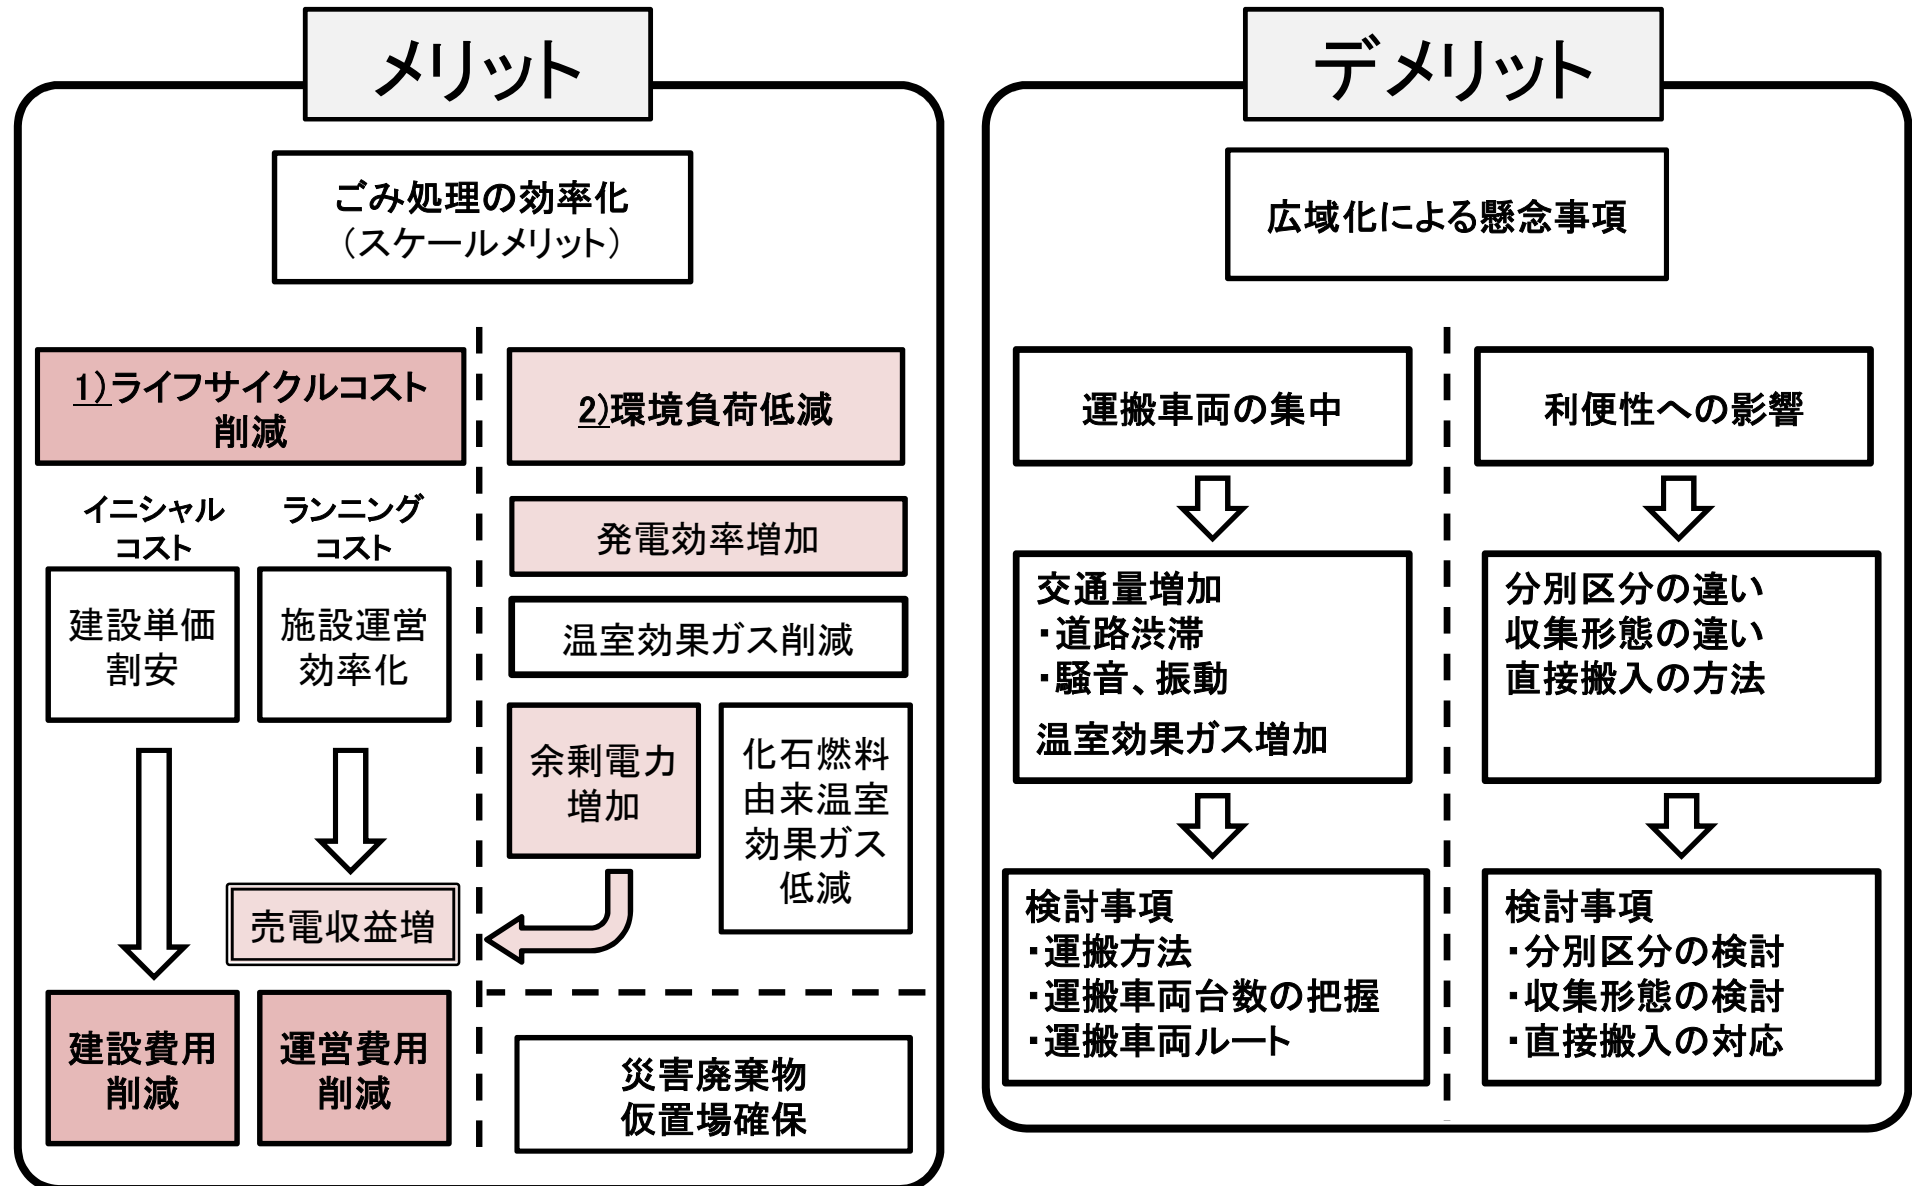 メリット
ごみ処理の効率化
（スケールメリット）
1)ライフサイクルコスト
削減
イニシャル
コスト
建設単価
割安
建設費用
削減
ランニング
コスト
施設運営
効率化
売電収益増
運営費用
削減
2)環境負荷低減
発電効率増加
温室効果ガス削減
余剰電力
増加
化石燃料
由来温室
効果ガス
低減
災害廃棄物
仮置場確保
デメリット
広域化による懸念事項
運搬車両の集中
交通量増加
・道路渋滞
・騒音、振動
温室効果ガス増加
検討事項
・運搬方法
・運搬車両台数の把握
・運搬車両ルート
利便性への影響
分別区分の違い
収集形態の違い
直接搬入の方法
検討事項
・分別区分の検討
・収集形態の検討
・直接搬入の対応